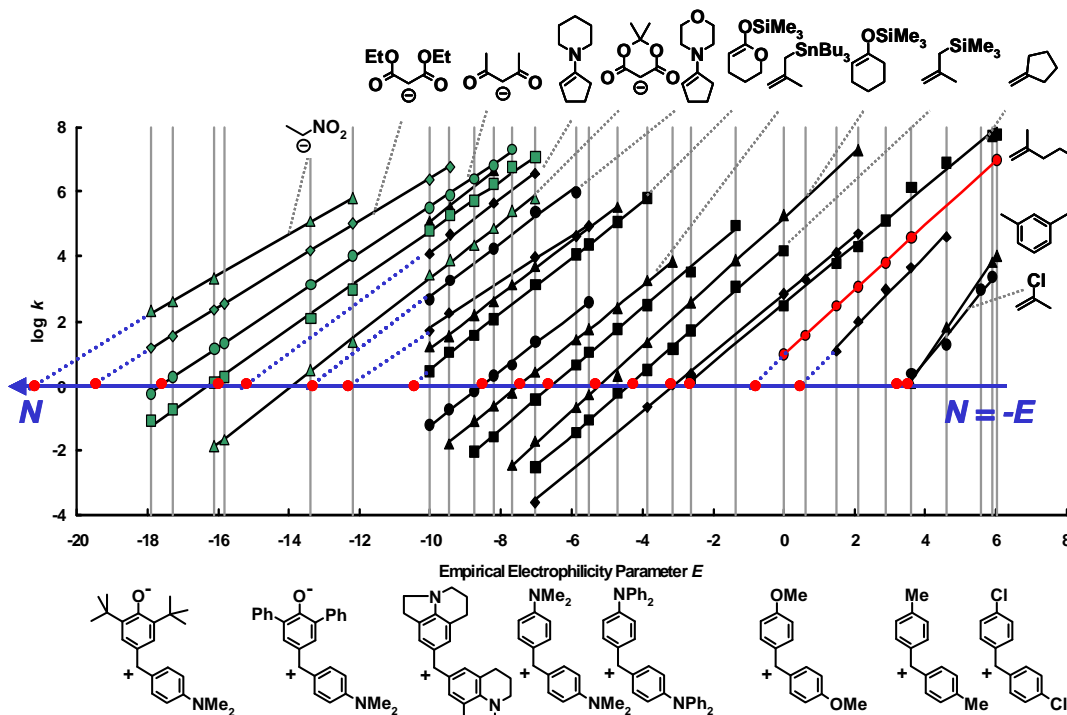 OSiMe3
O
OSiMe3
SiMe3
SnBu3
OEt OEt
O O
⊖
O O
⊖
N
O O
O O
⊖
N
O
NO2
⊖
Cl
8
6
4
2
0
-2
-4
log k
N
N = -E
-20 -18 -16 -14 -12 -10 -8 -6 -4 -2 0 2 4 6 8
Empirical Electrophilicity Parameter E
O-
+
NMe2
Ph O- Ph
+
NMe2
N
+
N
NMe2
+
NMe2
NPh2
+
NPh2
OMe
+
OMe
Me
+
Me
Cl
+
Cl